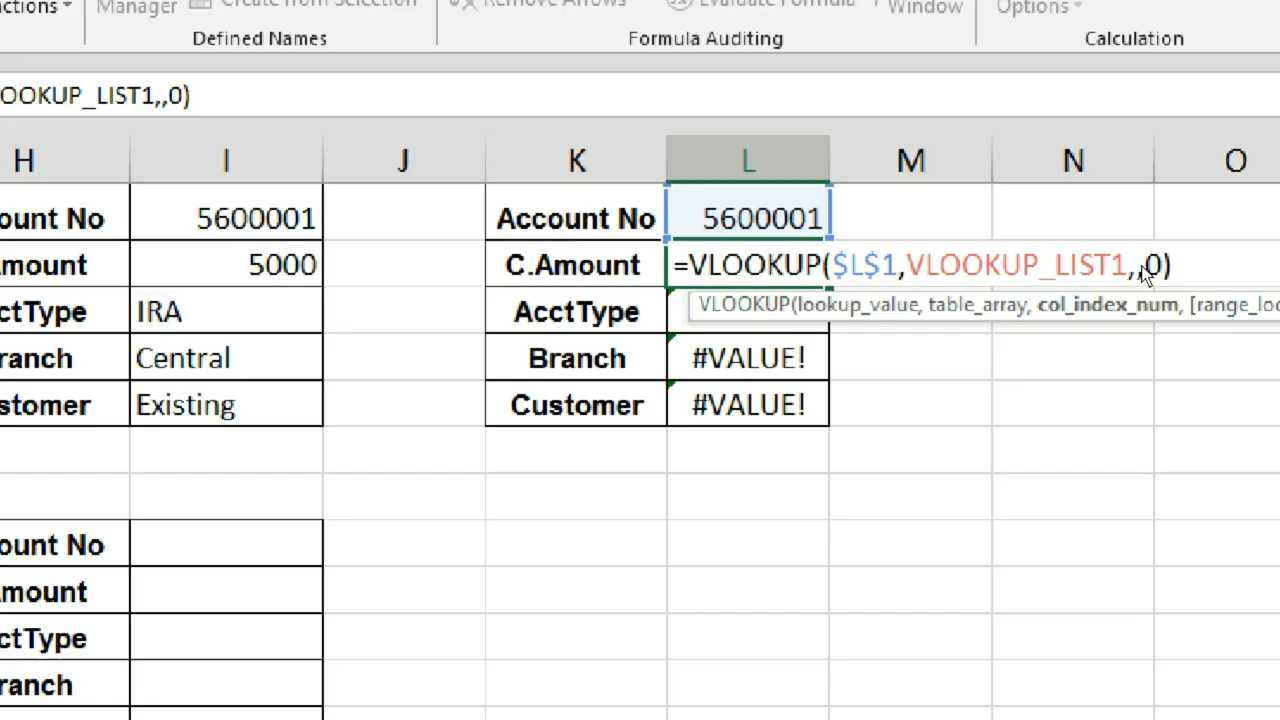 nctions
Manager
Create from Selection
Remove Arrows
Evaluate Formula
Window
Options
Defined Names
Formula Auditing
Calculation
OOKUP_LIST1,,0)
H I J K L M N O
ount No 5600001 Account No 5600001
mount 5000 C.Amount =VLOOKUP($L$1,VLOOKUP_LIST1,,0)
VLOOKUP(lookup_value, table_array, col_index_num, [range_loo
ctType IRA AcctType
ranch Central Branch #VALUE!
stomer Existing Customer #VALUE!
ount No
mount
ctType
ranch